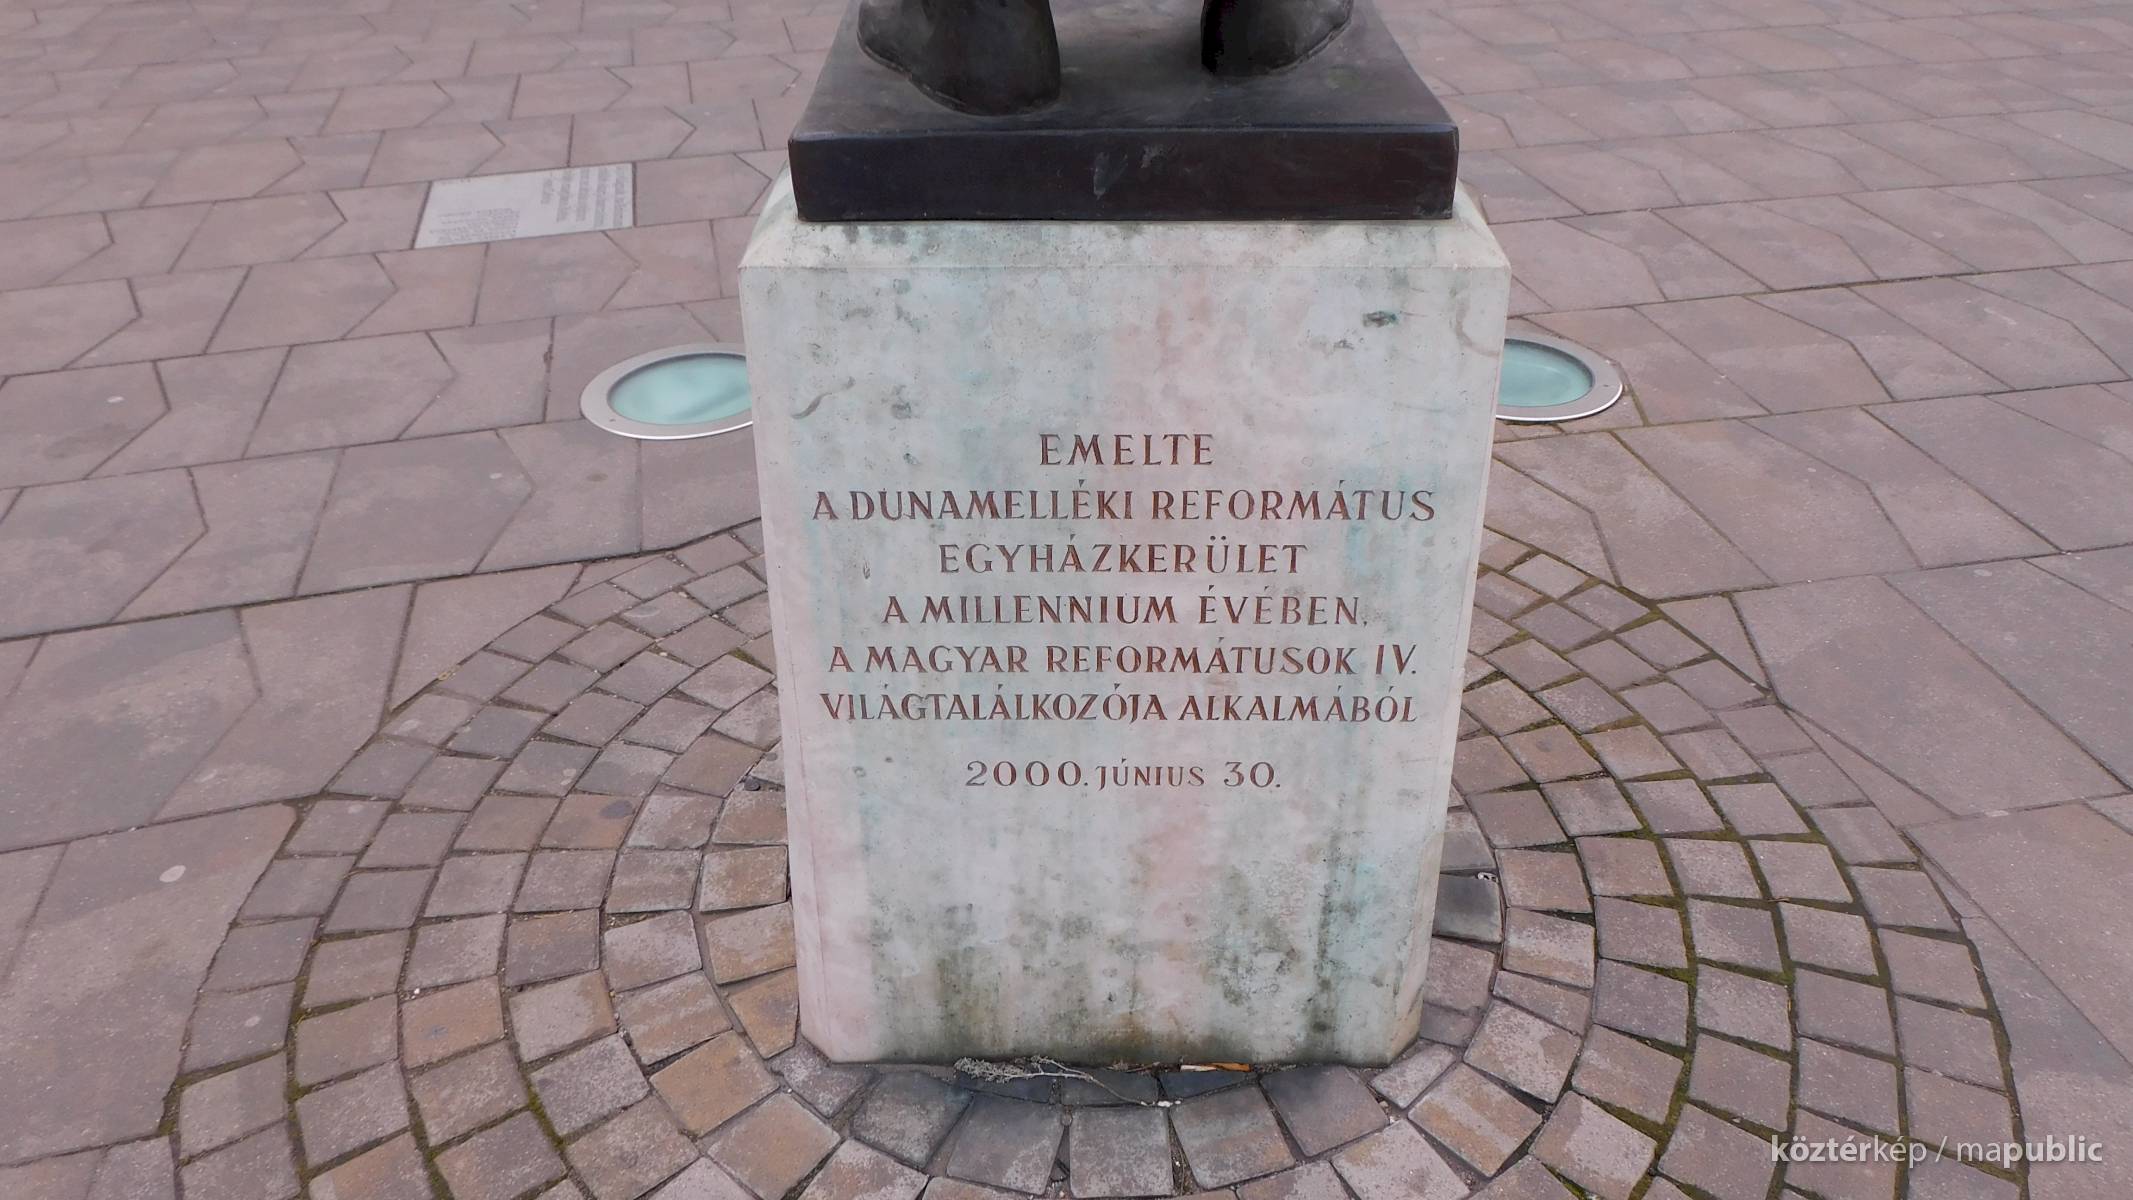 EMELTE
A DUNAMELLÉKI REFORMÁTUS
EGYHÁZKERÜLET
A MILLENNIUM ÉVÉBEN,
A MAGYAR REFORMÁTUSOK IV.
VILÁGTALÁLKOZÓJA ALKALMÁBÓL
2000. JÚNIUS 30.
köztérkép / mapublic